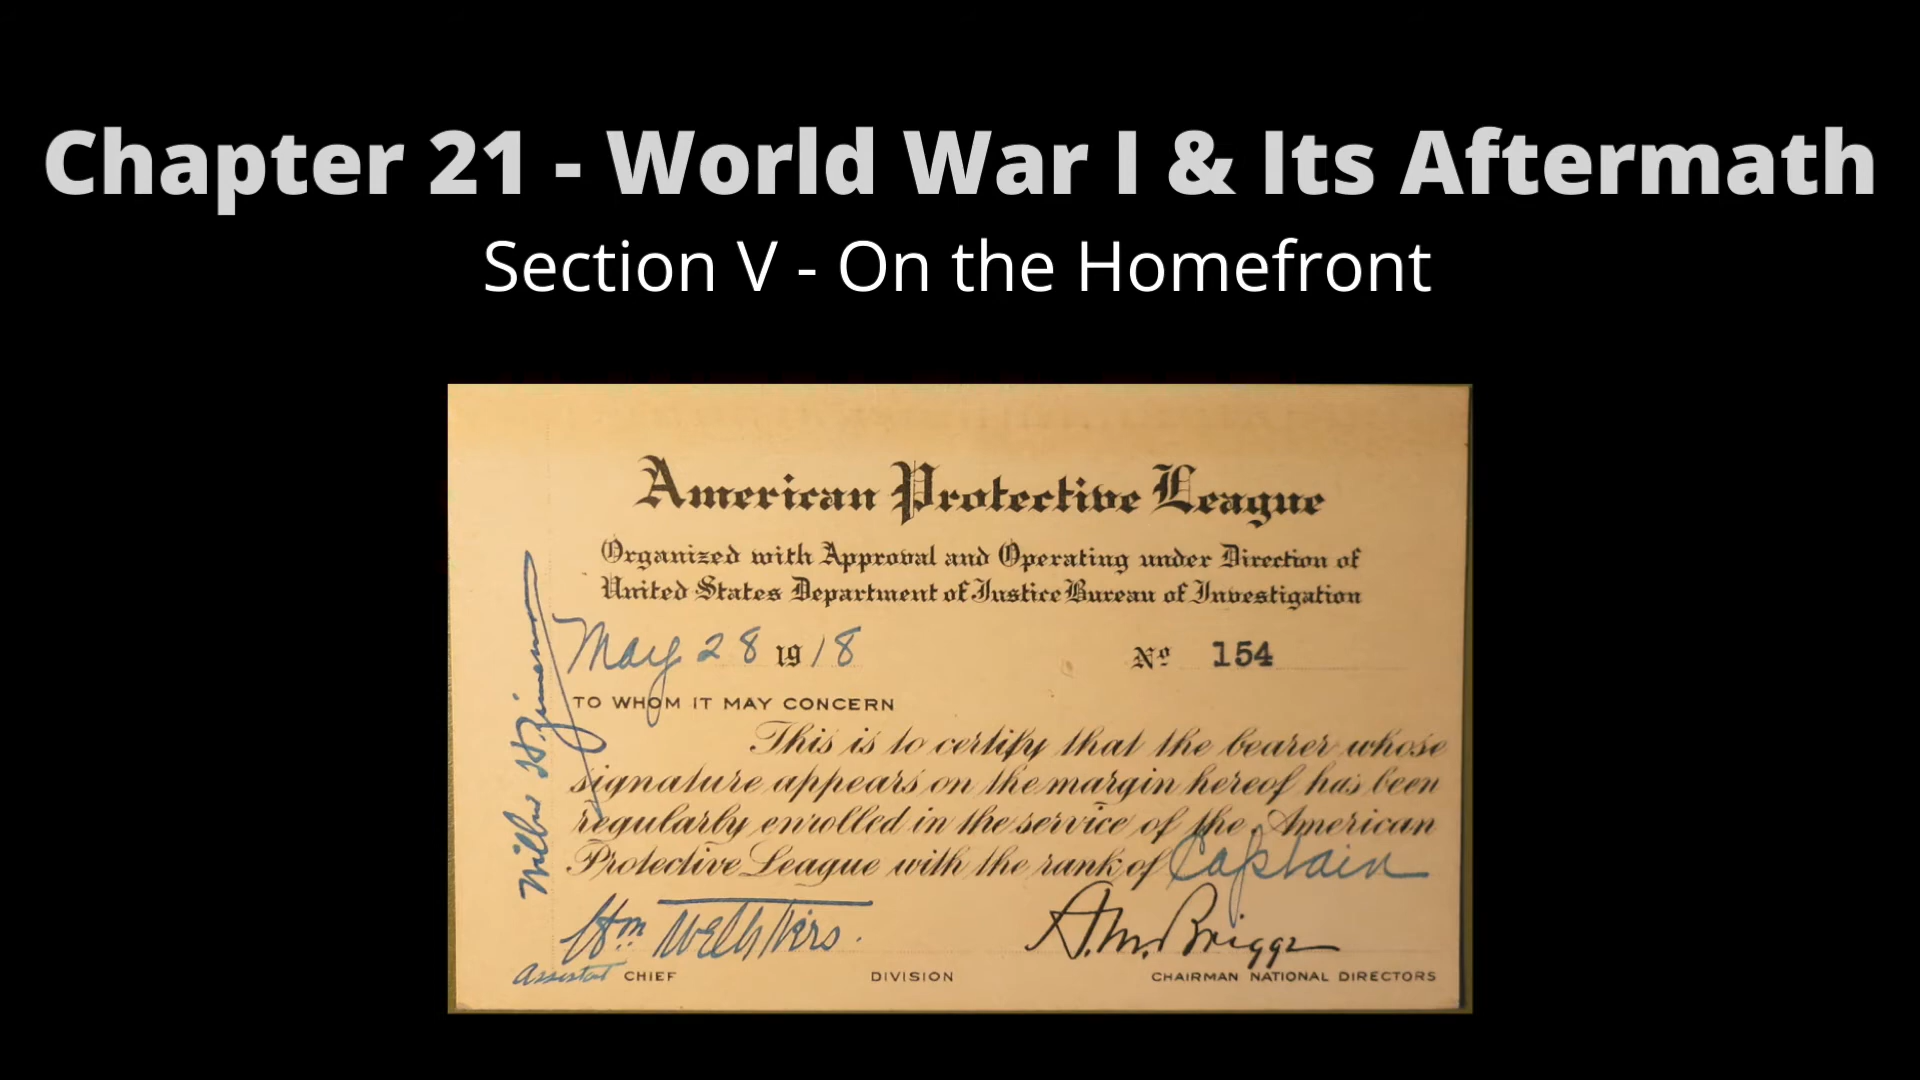 Chapter 21 - World War I & Its Aftermath
Section V - On the Homefront
American Protective League
Organized with Approval and Operating under Direction of
United States Department of Justice Bureau of Investigation
May 28 1918
Nº 154
TO WHOM IT MAY CONCERN
This is to certify that the bearer whose
signature appears on the margin hereof has been
regularly enrolled in the service of the American
Protective League with the rank of Captain
Wm
A.M. Briggs
CHIEF
DIVISION
CHAIRMAN NATIONAL DIRECTORS